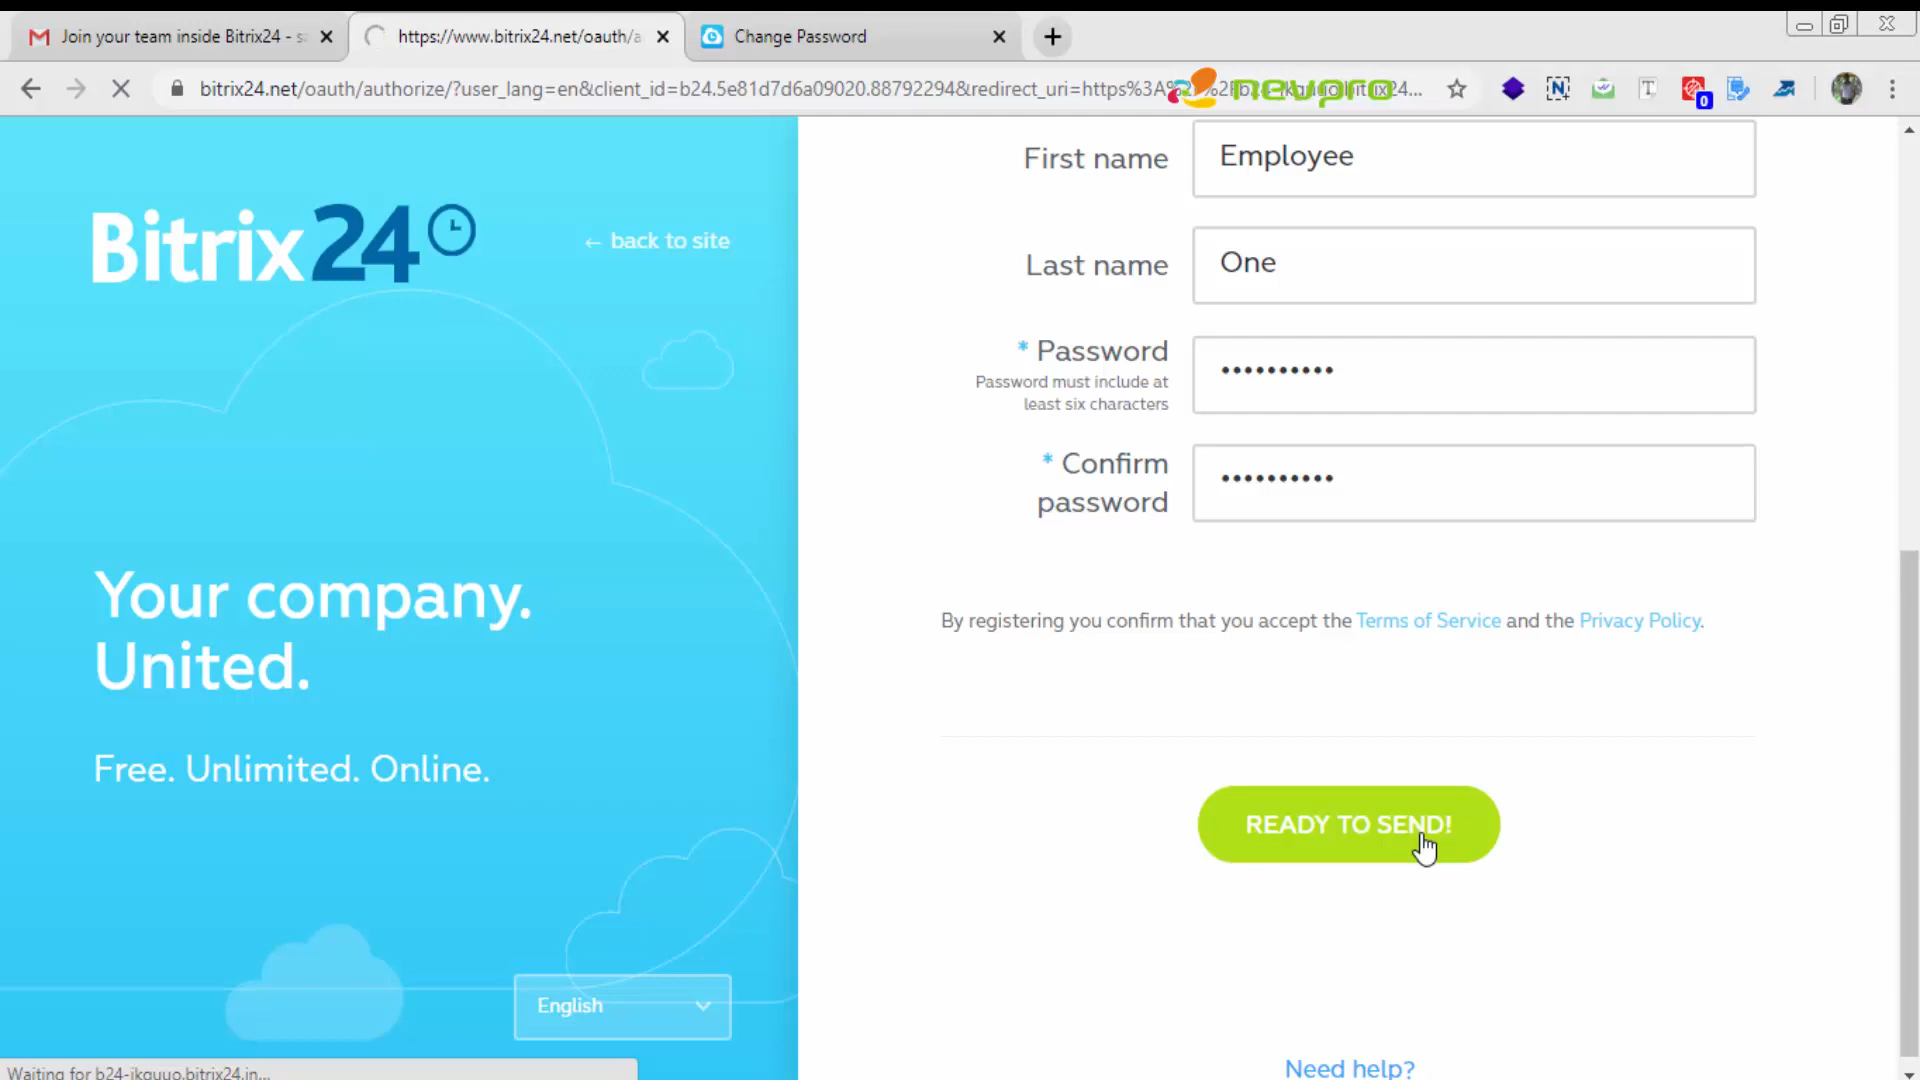 Join your team inside Bitrix24 - s
https://www.bitrix24.net/oauth/a
Change Password
bitrix24.net/oauth/authorize/?user_lang=en&client_id=b24.5e81d7d6a09020.88792294&redirect_uri=https%3A%
nevpro
0
Bitrix24
← back to site
Your company.
United.
Free. Unlimited. Online.
English
First name
Employee
Last name
One
* Password
Password must include at
least six characters
••••••••••
* Confirm
password
••••••••••
By registering you confirm that you accept the Terms of Service and the Privacy Policy.
READY TO SEND!
Need help?
Waiting for b24-ikquuo.bitrix24.in...